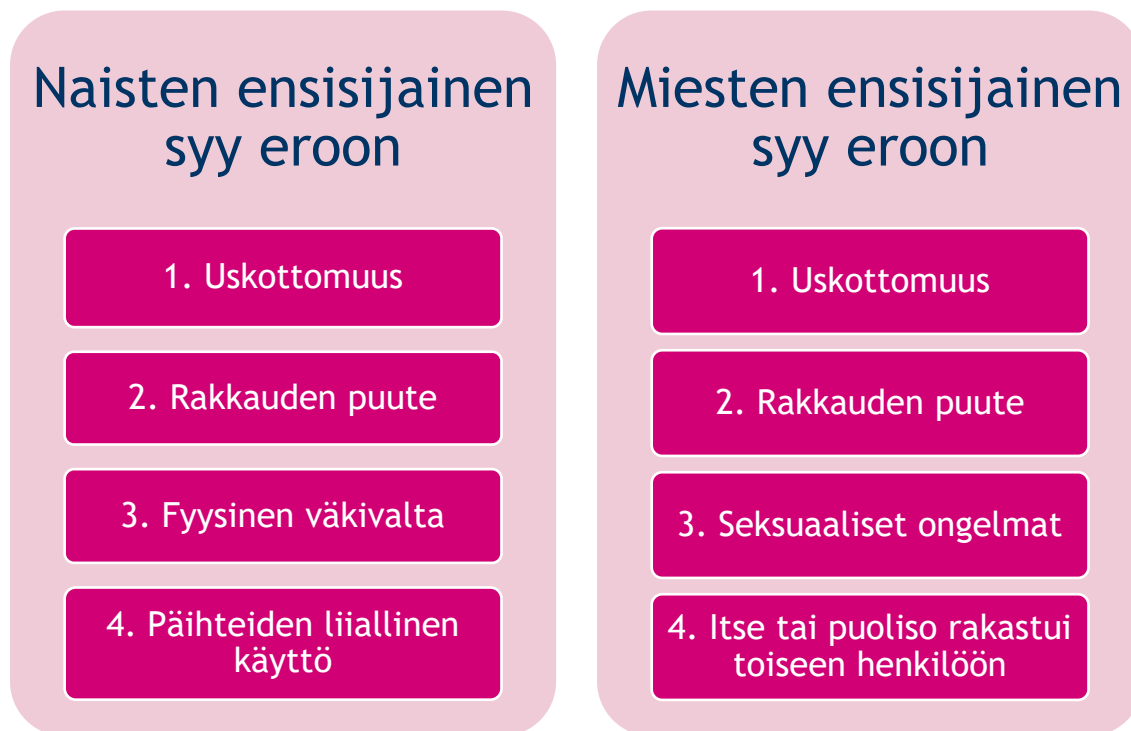 Naisten ensisijainen
syy eroon
1. Uskottomuus
2. Rakkauden puute
3. Fyysinen väkivalta
4. Päihteiden liiallinen
käyttö
Miesten ensisijainen
syy eroon
1. Uskottomuus
2. Rakkauden puute
3. Seksuaaliset ongelmat
4. Itse tai puoliso rakastui
toiseen henkilöön